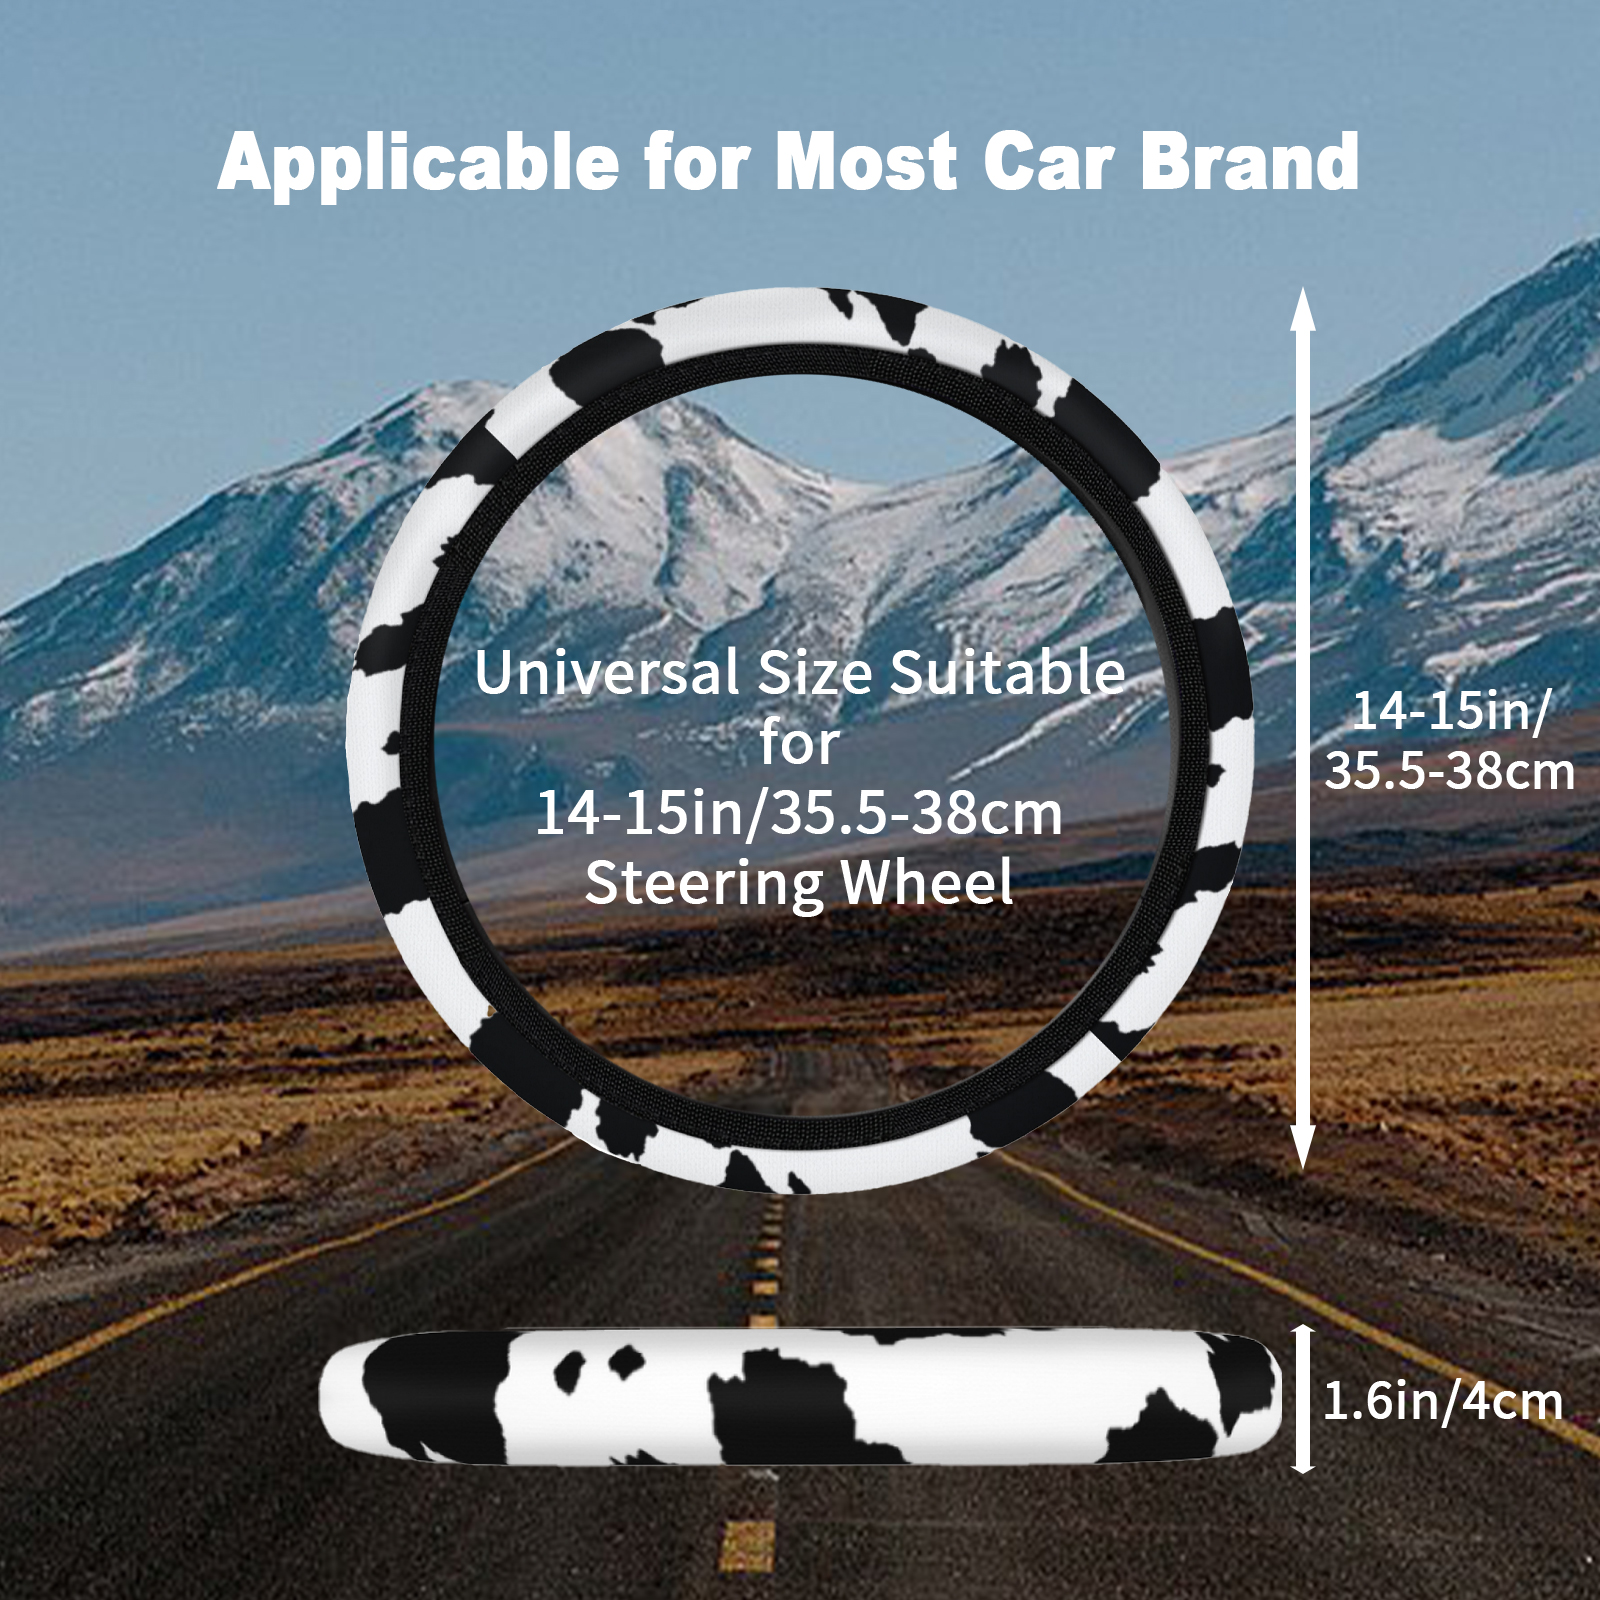 Applicable for Most Car Brand
Universal Size Suitable
for
14-15in/35.5-38cm
Steering Wheel
14-15in/
35.5-38cm
1.6in/4cm